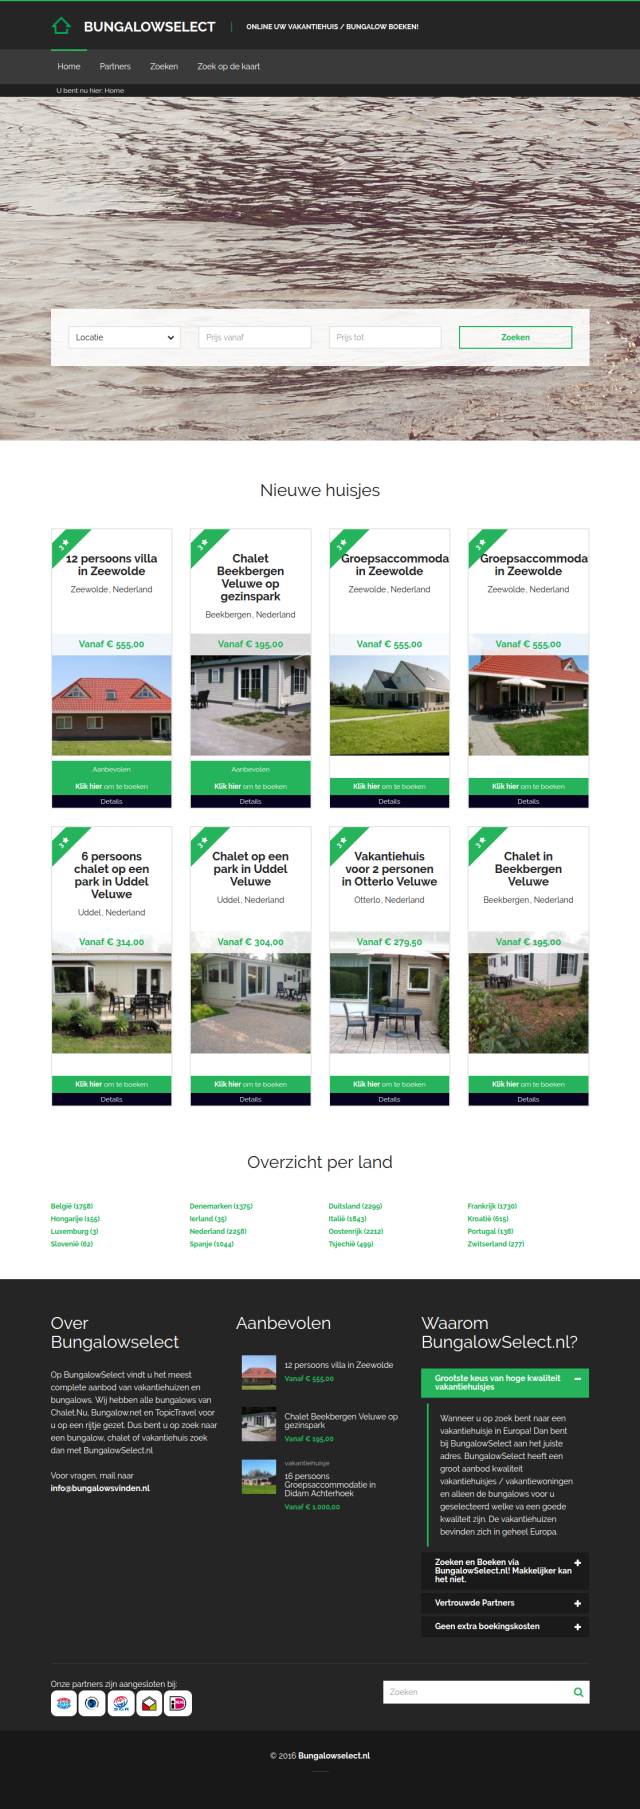 BUNGALOWSELECT
ONLINE UW VAKANTIEHUIS / BUNGALOW BOEKEN!
Home Partners Zoeken Zoek op de kaart
U bent nu hier: Home
Locatie Prijs vanaf Prijs tot Zoeken
Nieuwe huisjes
3
12 persoons villa
in Zeewolde
Zeewolde, Nederland
Vanaf € 555,00
Aanbevolen
Klik hier om te boeken
Details
3
Chalet
Beekbergen
Veluwe op
gezinspark
Beekbergen, Nederland
Vanaf € 195,00
Aanbevolen
Klik hier om te boeken
Details
3
Groepsaccommoda
in Zeewolde
Zeewolde, Nederland
Vanaf € 555,00
Klik hier om te boeken
Details
3
Groepsaccommoda
in Zeewolde
Zeewolde, Nederland
Vanaf € 555,00
Klik hier om te boeken
Details
3
6 persoons
chalet op een
park in Uddel
Veluwe
Uddel, Nederland
Vanaf € 314,00
Klik hier om te boeken
Details
3
Chalet op een
park in Uddel
Veluwe
Uddel, Nederland
Vanaf € 304,00
Klik hier om te boeken
Details
3
Vakantiehuis
voor 2 personen
in Otterlo Veluwe
Otterlo, Nederland
Vanaf € 279,50
Klik hier om te boeken
Details
3
Chalet in
Beekbergen
Veluwe
Beekbergen, Nederland
Vanaf € 195,00
Klik hier om te boeken
Details
Overzicht per land
België (1758) Denemarken (1375) Duitsland (2299) Frankrijk (1730)
Hongarije (155) Ierland (35) Italië (1843) Kroatië (615)
Luxemburg (3) Nederland (2258) Oostenrijk (2212) Portugal (138)
Slovenië (62) Spanje (1044) Tsjechië (499) Zwitserland (277)
Over
Bungalowselect
Op BungalowSelect vindt u het meest
complete aanbod van vakantiehuizen en
bungalows. Wij hebben alle bungalows van
Chalet.Nu, Bungalow.net en TopicTravel voor
u op een rijtje gezet. Dus bent u op zoek naar
een bungalow, chalet of vakantiehuis zoek
dan met BungalowSelect.nl
Voor vragen, mail naar
info@bungalowsvinden.nl
Aanbevolen
12 persoons villa in Zeewolde
Vanaf € 555,00
Chalet Beekbergen Veluwe op
gezinspark
Vanaf € 195,00
vakantiehuisje
16 persoons
Groepsaccommodatie in
Didam Achterhoek
Vanaf € 1.000,00
Waarom
BungalowSelect.nl?
Grootste keus van hoge kwaliteit
vakantiehuisjes
Wanneer u op zoek bent naar een
vakantiehuisje in Europa! Dan bent
bij BungalowSelect aan het juiste
adres. BungalowSelect heeft een
groot aanbod kwaliteit
vakantiehuisjes / vakantiewoningen
en alleen de bungalows voor u
geselecteerd welke va een goede
kwaliteit zijn. De vakantiehuizen
bevinden zich in geheel Europa.
Zoeken en Boeken via
BungalowSelect.nl! Makkelijker kan
het niet.
Vertrouwde Partners
Geen extra boekingskosten
Onze partners zijn aangesloten bij:
Zoeken
© 2016 Bungalowselect.nl